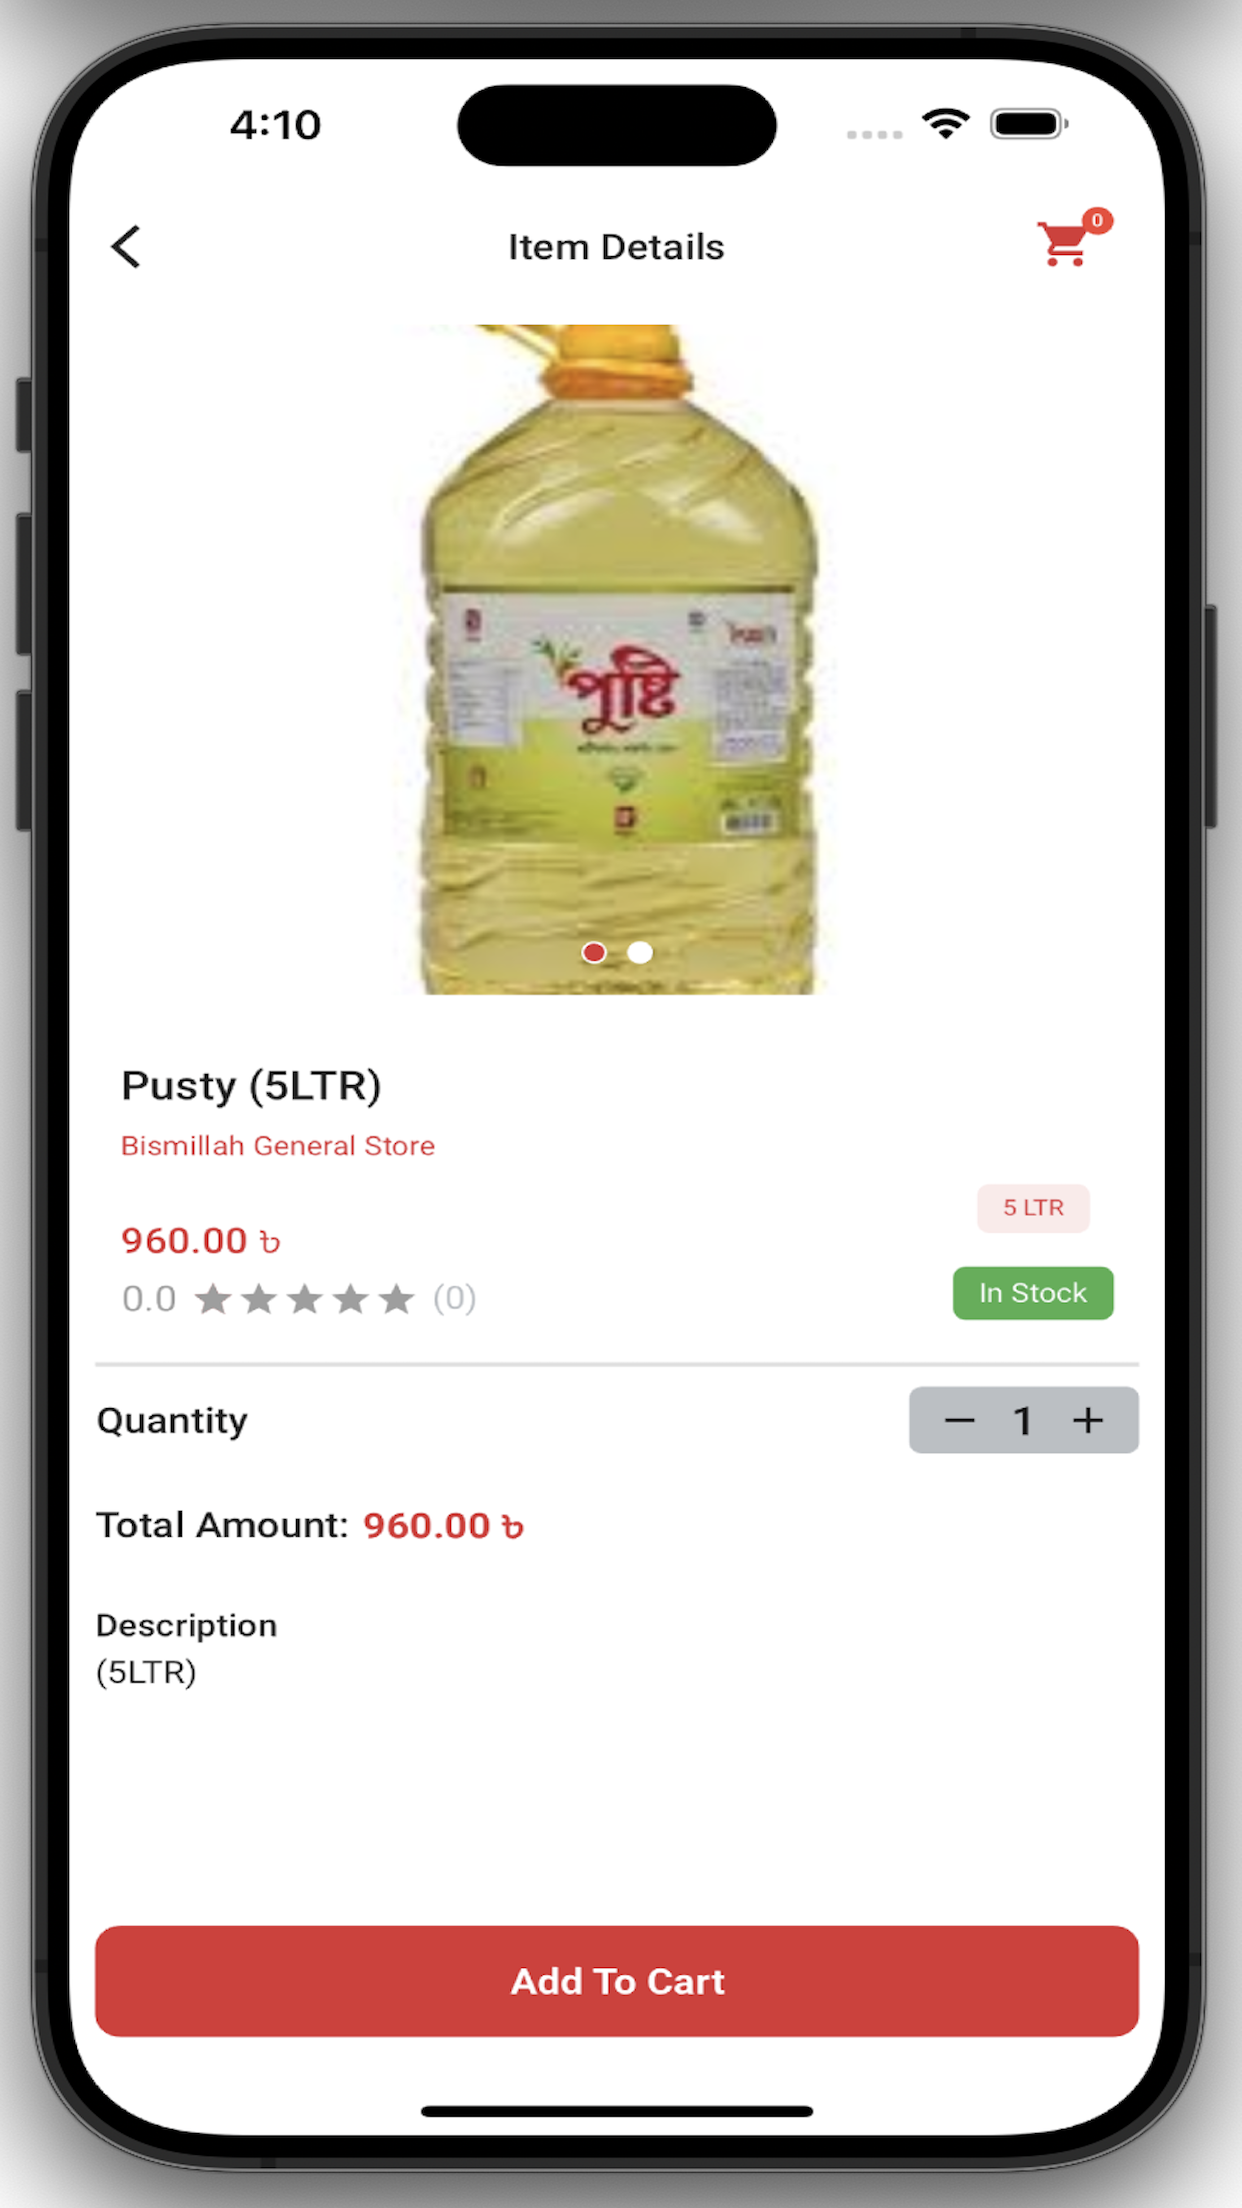 4:10
Item Details
0
পুষ্টি
Pusty (5LTR)
Bismillah General Store
5 LTR
960.00 ৳
0.0 ★★★★★ (0)
In Stock
Quantity
− 1 +
Total Amount: 960.00 ৳
Description
(5LTR)
Add To Cart